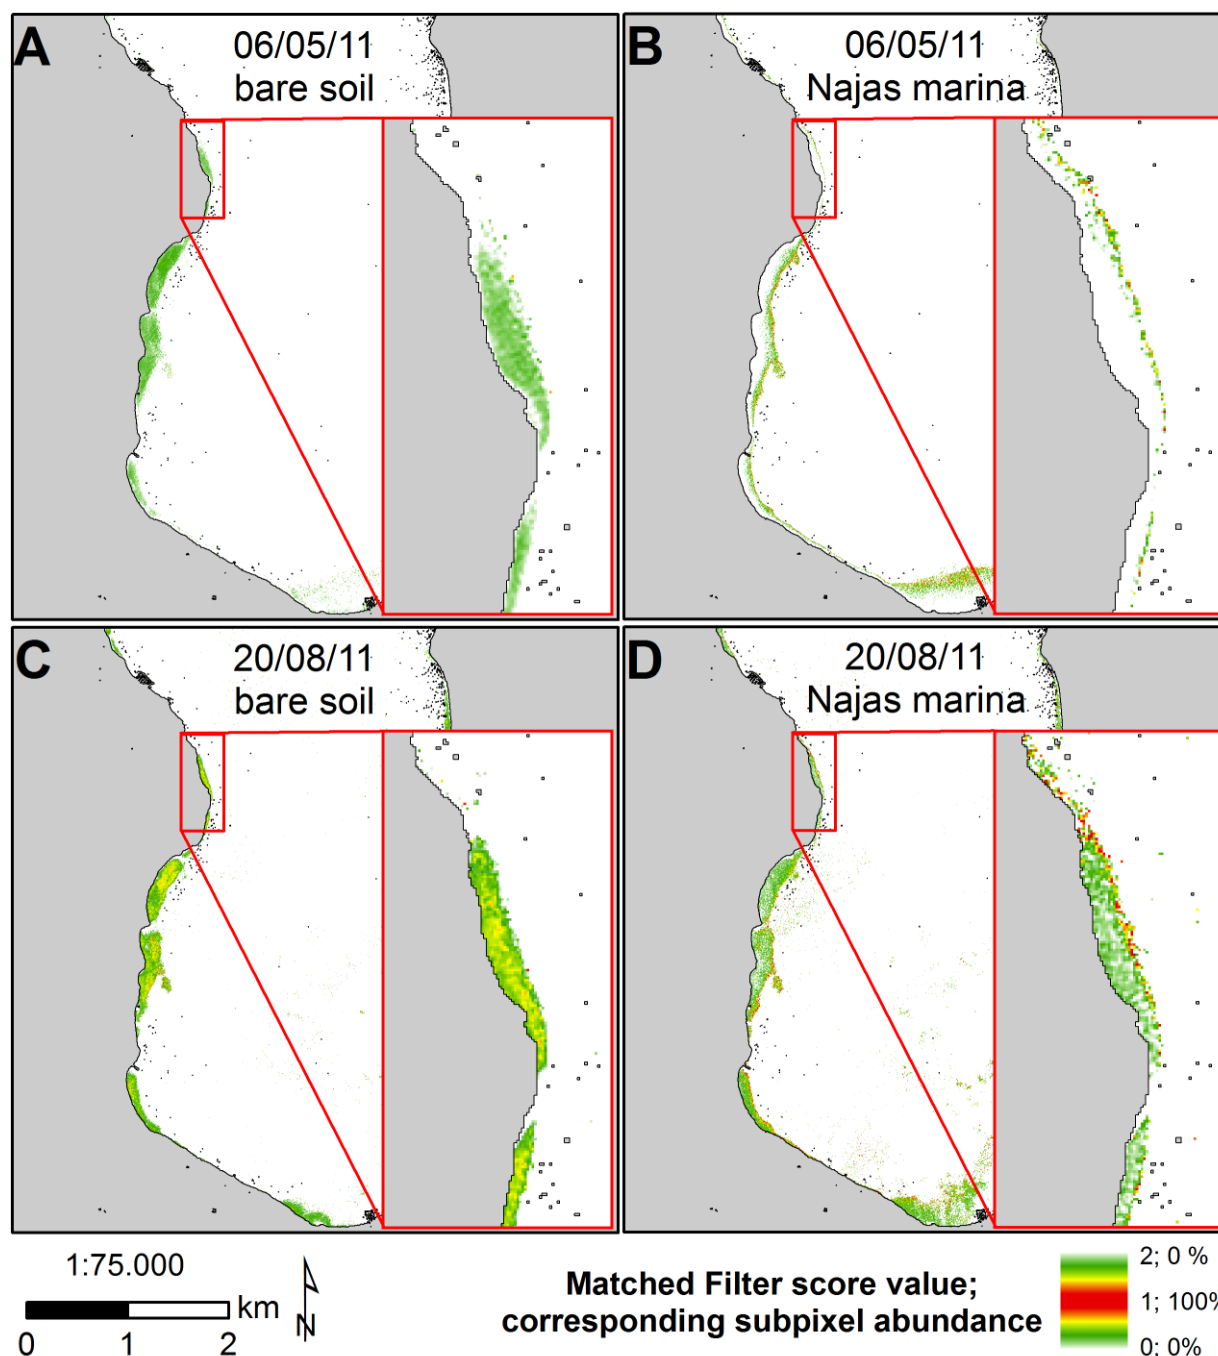 A
06/05/11
bare soil
B
06/05/11
Najas marina
C
20/08/11
bare soil
D
20/08/11
Najas marina
1:75.000
km
0 1 2
N
Matched Filter score value;
corresponding subpixel abundance
2; 0 %
1; 100%
0; 0%